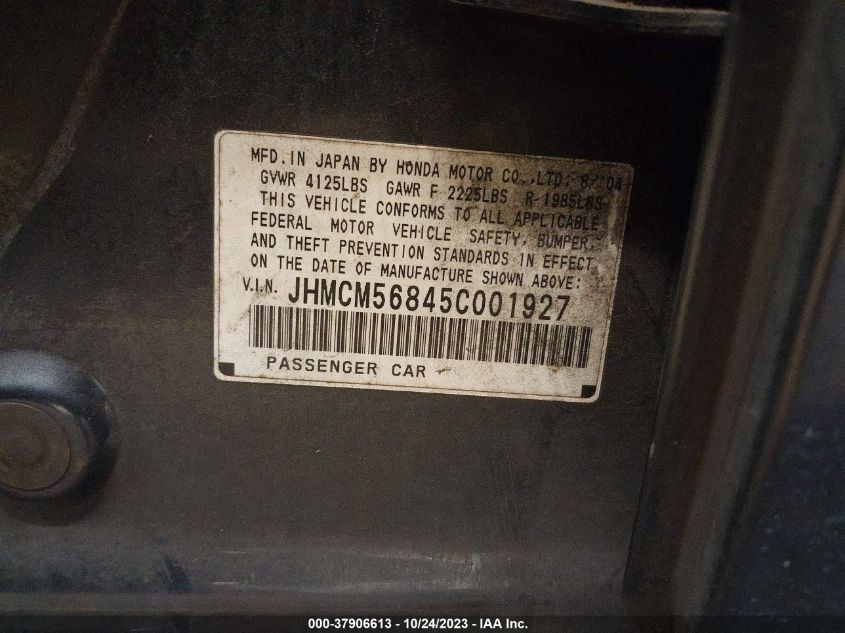 MFD.IN JAPAN BY HONDA MOTOR CO.,LTD: 8/ 04
GVWR 4125LBS GAWR F 2225LBS R 1985LBS
THIS VEHICLE CONFORMS TO ALL APPLICABLE
FEDERAL MOTOR VEHICLE SAFETY, BUMPER,
AND THEFT PREVENTION STANDARDS IN EFFECT
ON THE DATE OF MANUFACTURE SHOWN ABOVE:
V.I.N. JHMCM56845C001927
PASSENGER CAR
000-37906613 - 10/24/2023 - IAA Inc.